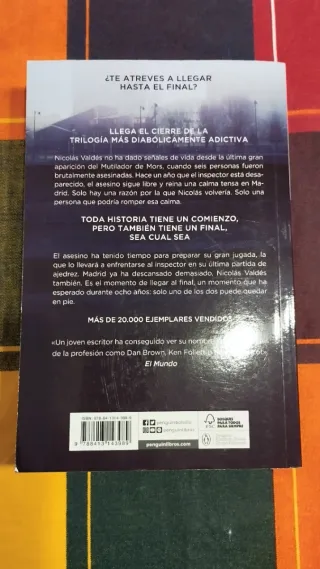 ¿TE ATREVES A LLEGAR
HASTA EL FINAL?
LLEGA EL CIERRE DE LA
TRILOGÍA MÁS DIABÓLICAMENTE ADICTIVA
Nicolás Valdés no ha dado señales de vida desde la última gran
aparición del Mutilador de Mors, cuando seis personas fueron
brutalmente asesinadas. Hace un año que el inspector está desa-
parecido, el asesino sigue libre y reina una calma tensa en Ma-
drid. Solo hay una razón por la que Nicolás volvería. Solo una
persona que podría romper esa calma.
TODA HISTORIA TIENE UN COMIENZO,
PERO TAMBIÉN TIENE UN FINAL,
SEA CUAL SEA
El asesino ha tenido tiempo para preparar su gran jugada, la
que lo llevará a enfrentarse al inspector en su última partida de
ajedrez. Madrid ya ha descansado demasiado, Nicolás Valdés
también. Es el momento de llegar al final, un momento que ha
esperado durante ocho años: solo uno de los dos puede quedar
en pie.
MÁS DE 20.000 EJEMPLARES VENDIDOS
«Un joven escritor ha conseguido ver su nombre
de la profesión como Dan Brown, Ken Follett o
El Mundo
penguinlibros.com
BOSQUES
PARA TODOS
PARA SIEMPRE
FSC